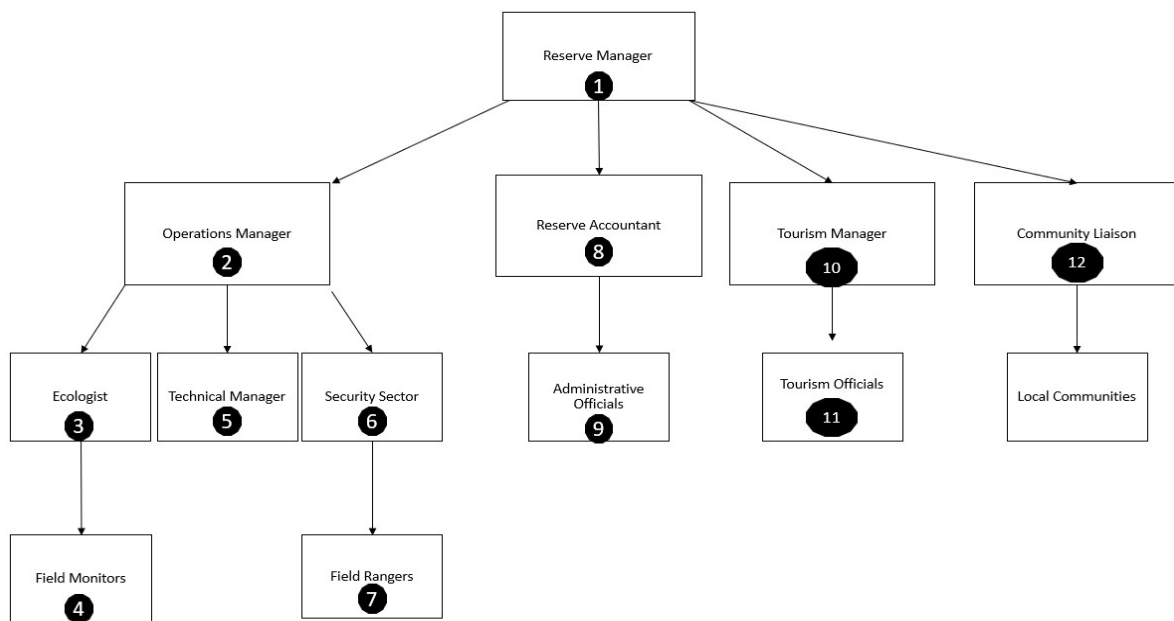 Reserve Manager
1
Operations Manager
2
Reserve Accountant
8
Tourism Manager
10
Community Liaison
12
Ecologist
3
Technical Manager
5
Security Sector
6
Administrative
Officials
9
Tourism Officials
11
Local Communities
Field Monitors
4
Field Rangers
7